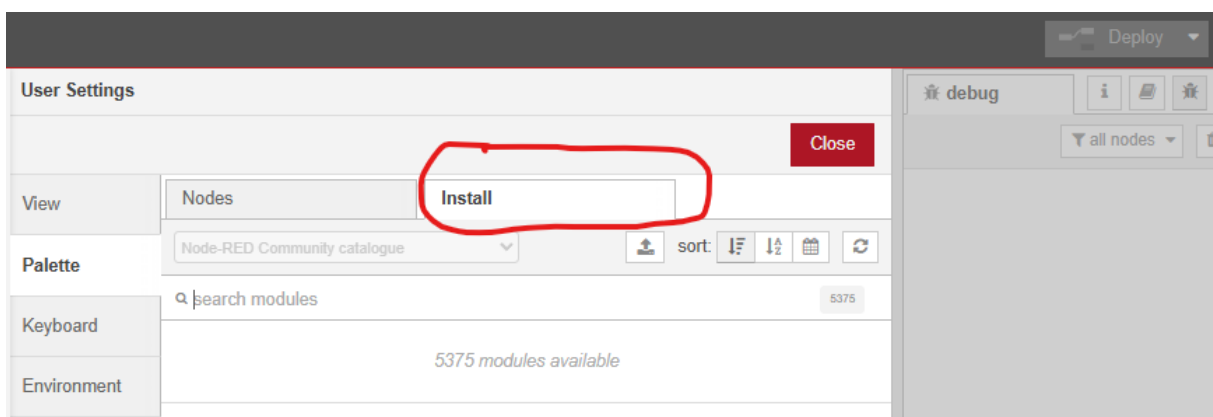 Deploy
User Settings
debug
i
Close
all nodes
View
Nodes
Install
Node-RED Community catalogue
sort:
Palette
search modules
5375
Keyboard
5375 modules available
Environment